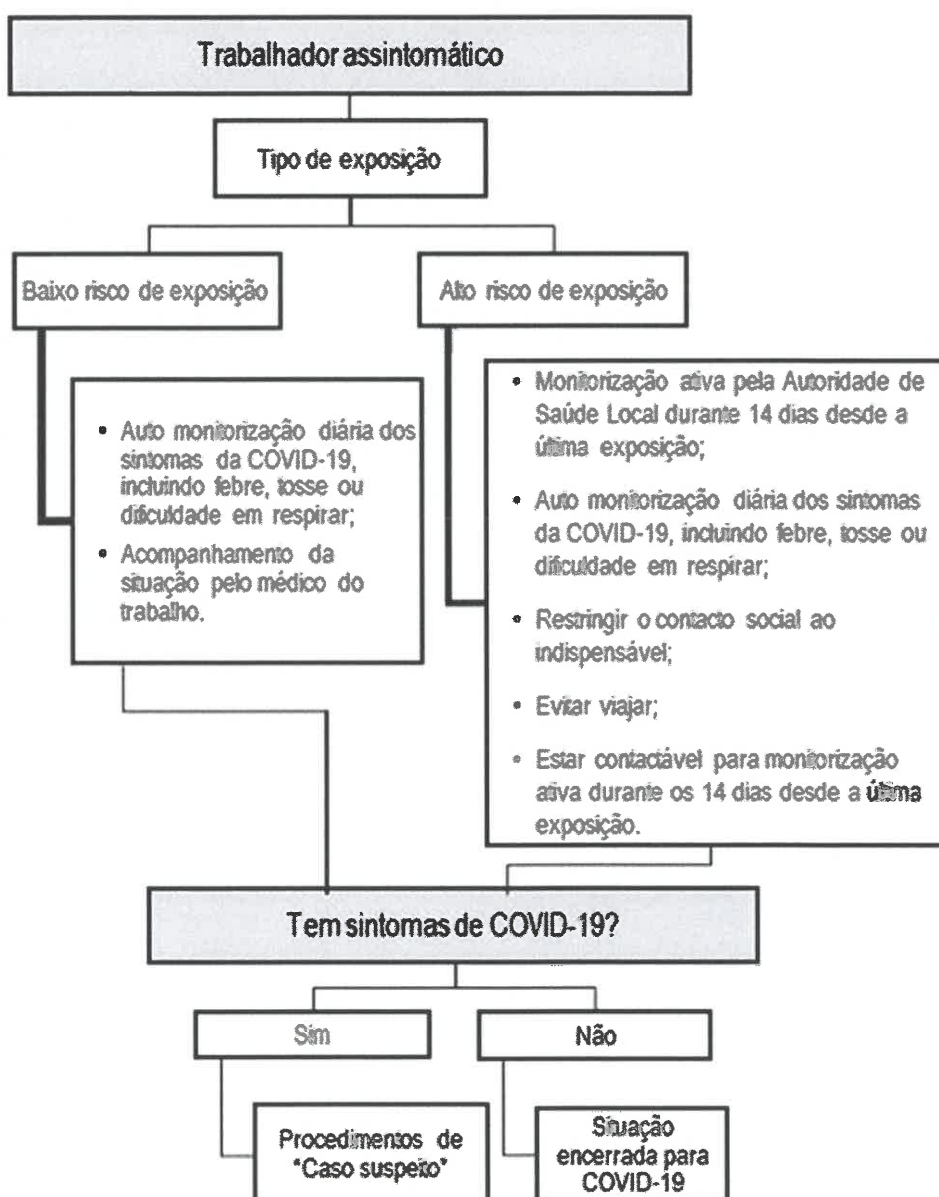 Trabalhador assintomático
Tipo de exposição
Baixo risco de exposição
Alto risco de exposição
• Auto monitorização diária dos
sintomas da COVID-19,
incluindo febre, tosse ou
dificuldade em respirar;
• Acompanhamento da
situação pelo médico do
trabalho.
• Monitorização ativa pela Autoridade de
Saúde Local durante 14 dias desde a
última exposição;
• Auto monitorização diária dos sintomas
da COVID-19, incluindo febre, tosse ou
dificuldade em respirar;
• Restringir o contacto social ao
indispensável;
• Evitar viajar;
• Estar contactável para monitorização
ativa durante os 14 dias desde a última
exposição.
Tem sintomas de COVID-19?
Sim
Não
Procedimentos de
"Caso suspeito"
Situação
encerrada para
COVID-19